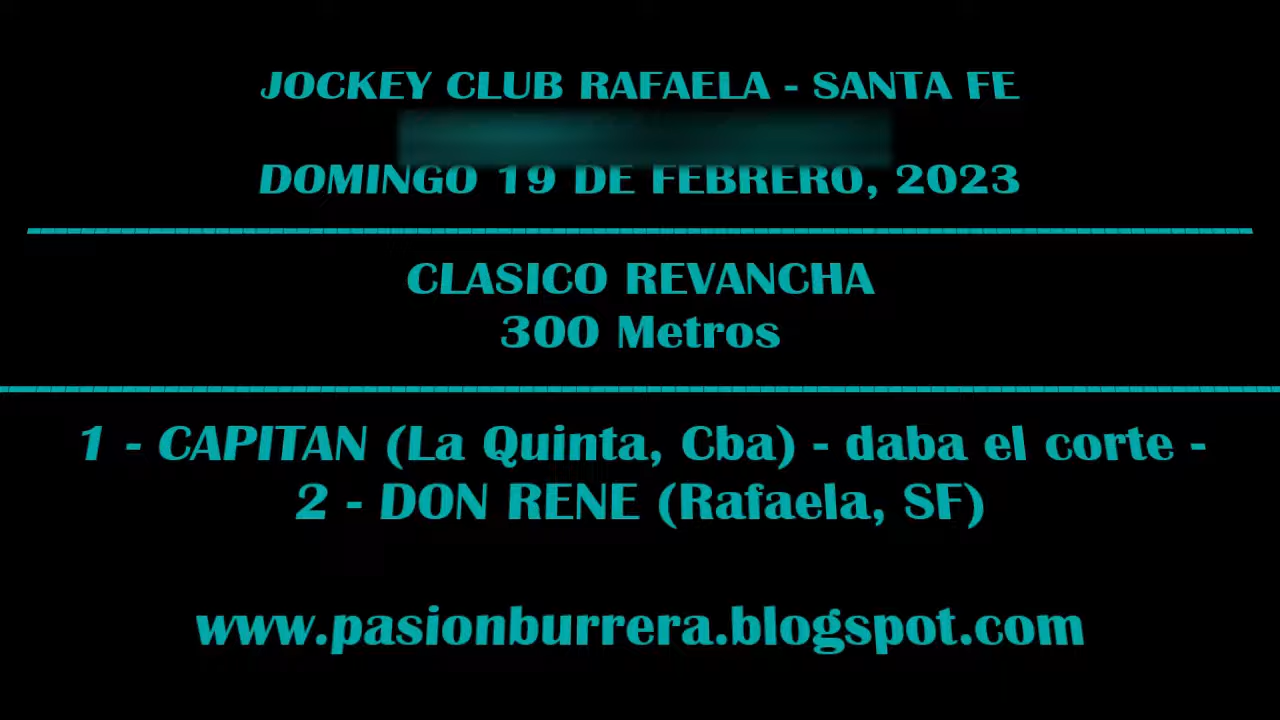 JOCKEY CLUB RAFAELA - SANTA FE
DOMINGO 19 DE FEBRERO, 2023
CLASICO REVANCHA
300 Metros
1 - CAPITAN (La Quinta, Cba) - daba el corte -
2 - DON RENE (Rafaela, SF)
www.pasionburrera.blogspot.com